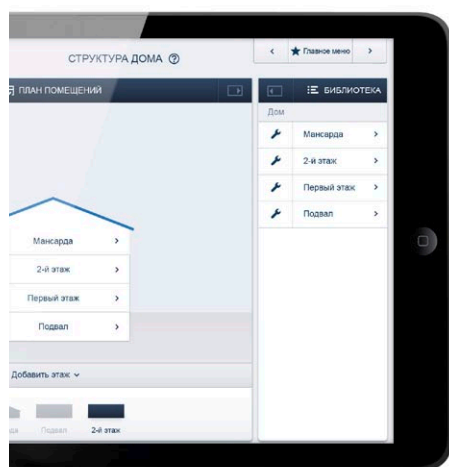 СТРУКТУРА ДОМА
Главное меню
ПЛАН ПОМЕЩЕНИЙ
БИБЛИОТЕКА
Дом
Мансарда
2-й этаж
Первый этаж
Подвал
Мансарда
2-й этаж
Первый этаж
Подвал
Добавить этаж
Подвал
2-й этаж